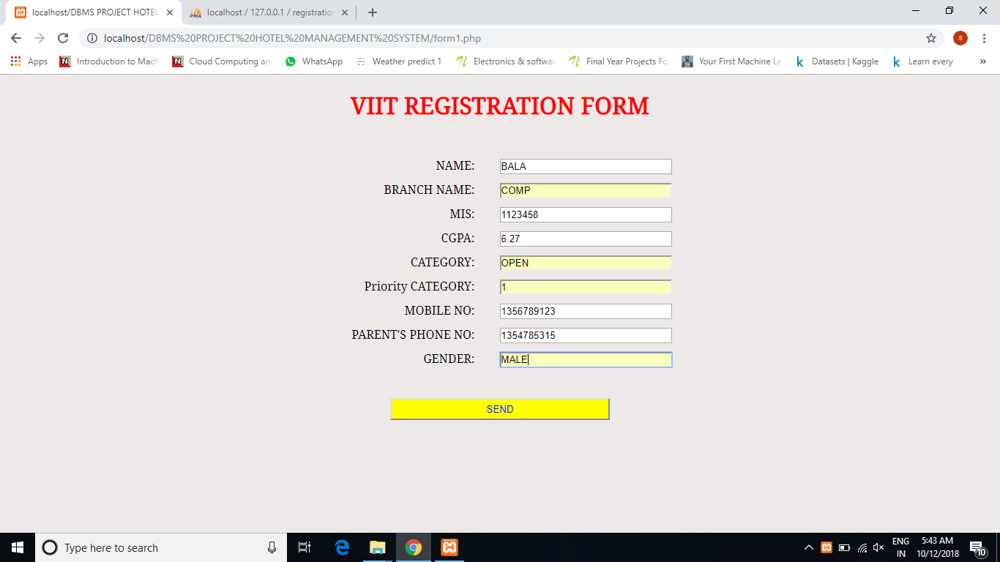 localhost/DBMS PROJECT HOTEL
localhost / 127.0.0.1 / registration
localhost/DBMS%20PROJECT%20HOTEL%20MANAGEMENT%20SYSTEM/form1.php
s
Apps Introduction to Mach Cloud Computing an WhatsApp Weather predict 1 Electronics & softwar Final Year Projects Fo Your First Machine Le Datasets | Kaggle Learn every »
VIIT REGISTRATION FORM
NAME: BALA
BRANCH NAME: COMP
MIS: 1123458
CGPA: 6.27
CATEGORY: OPEN
Priority CATEGORY: 1
MOBILE NO: 1356789123
PARENT'S PHONE NO: 1354785315
GENDER: MALE
SEND
Type here to search
ENG
IN
5:43 AM
10/12/2018
10